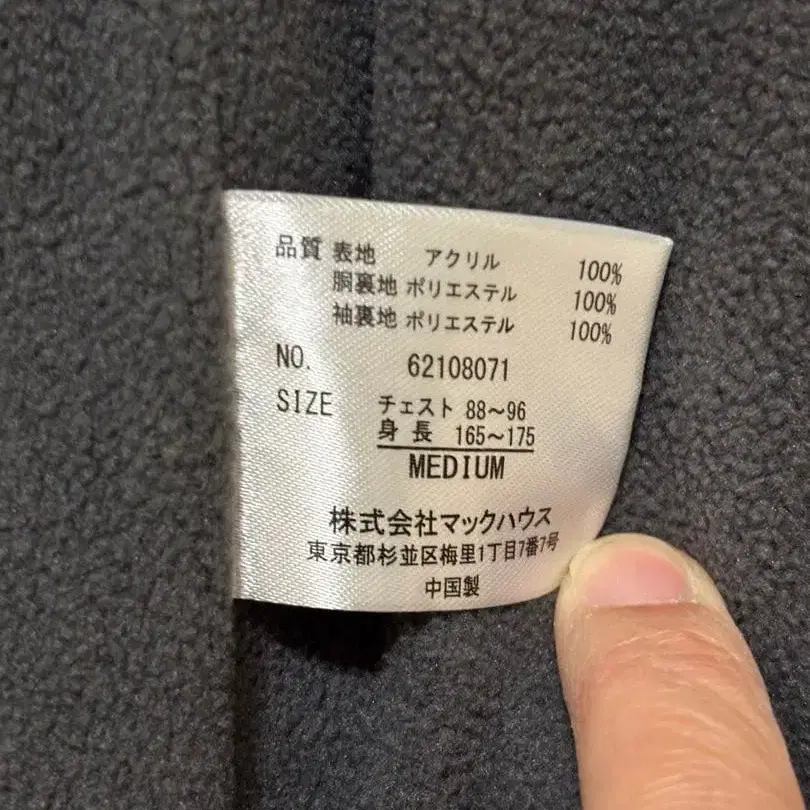 品質 表地 アクリル 100%
胴裏地 ポリエステル 100%
袖裏地 ポリエステル 100%
NO. 62108071
SIZE チェスト 88~96
身長 165~175
MEDIUM
株式会社マックハウス
東京都杉並区梅里1丁目7番7号
中国製